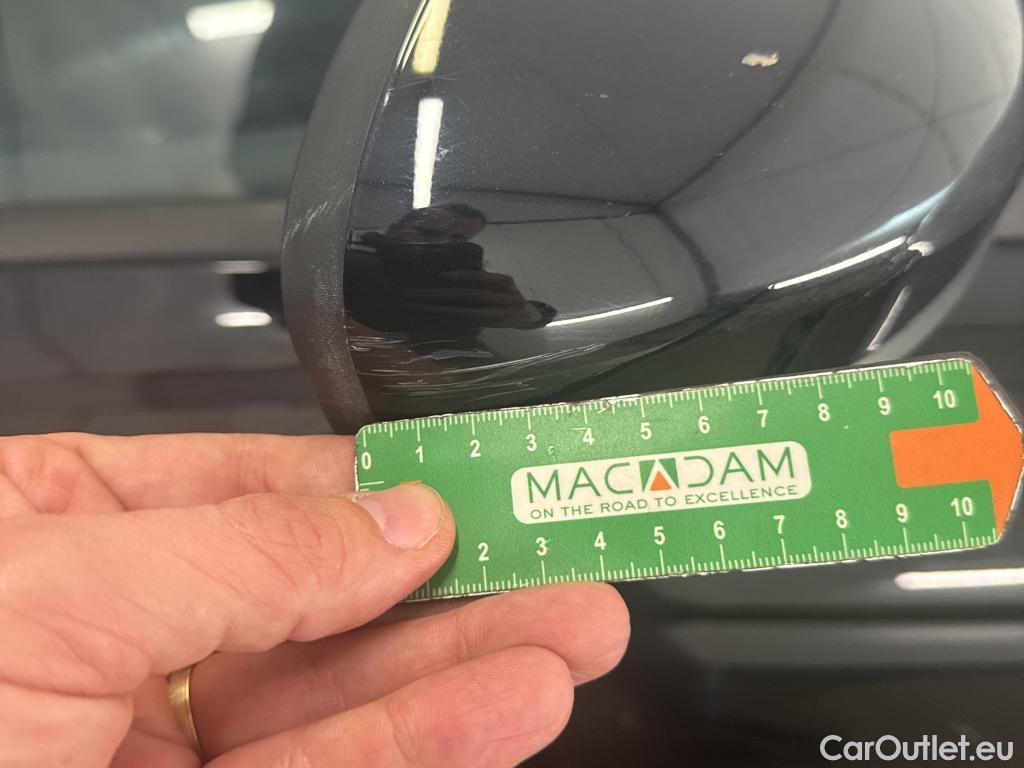 0 1 2 3 4 5 6 7 8 9 10
MACADAM
ON THE ROAD TO EXCELLENCE
2 3 4 5 6 7 8 9 10
CarOutlet.eu